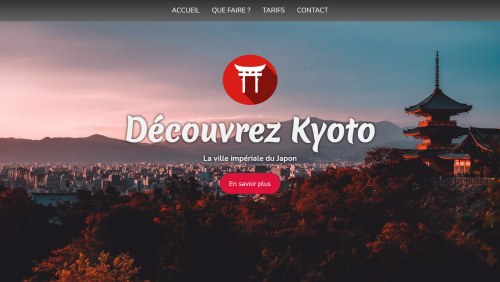 ACCUEIL QUE FAIRE ? TARIFS CONTACT
Découvrez Kyoto
La ville impériale du Japon
En savoir plus